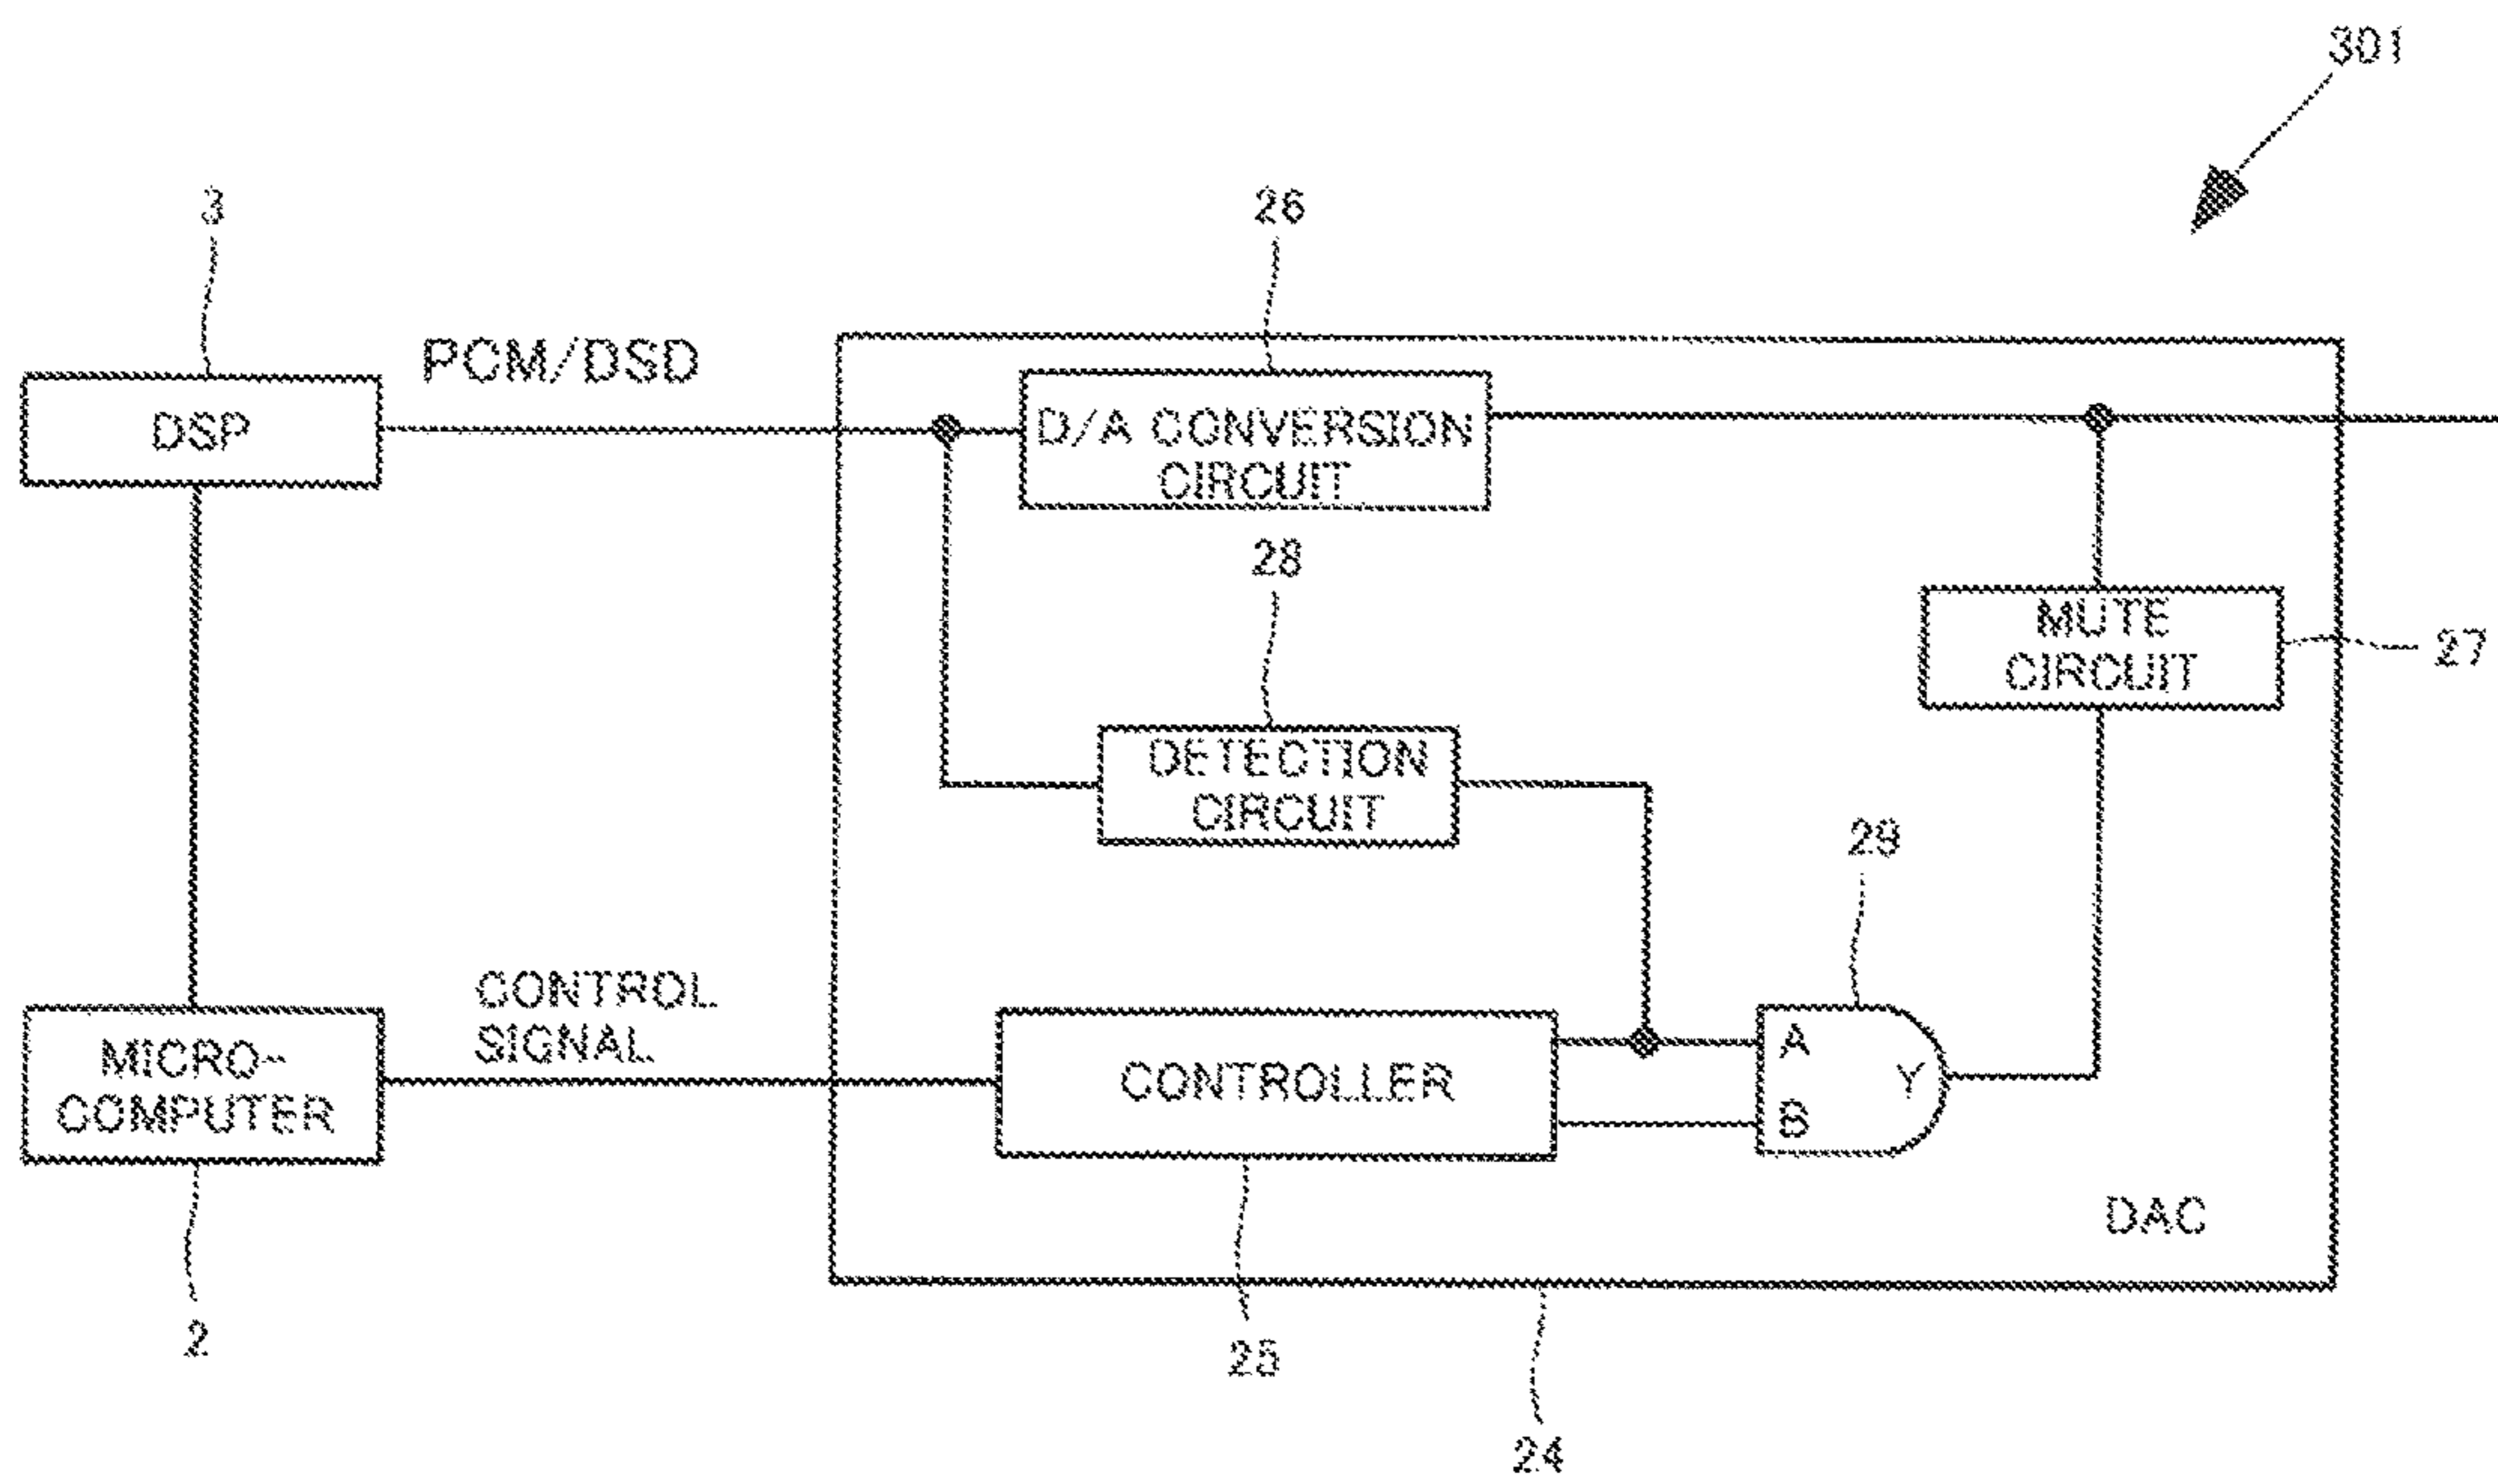 301
3
26
PCM/DSD
DSP
D/A CONVERSION
CIRCUIT
28
MUTE
CIRCUIT
27
DETECTION
CIRCUIT
29
CONTROL
SIGNAL
MICRO-
COMPUTER
CONTROLLER
A
B
Y
DAC
2
25
24